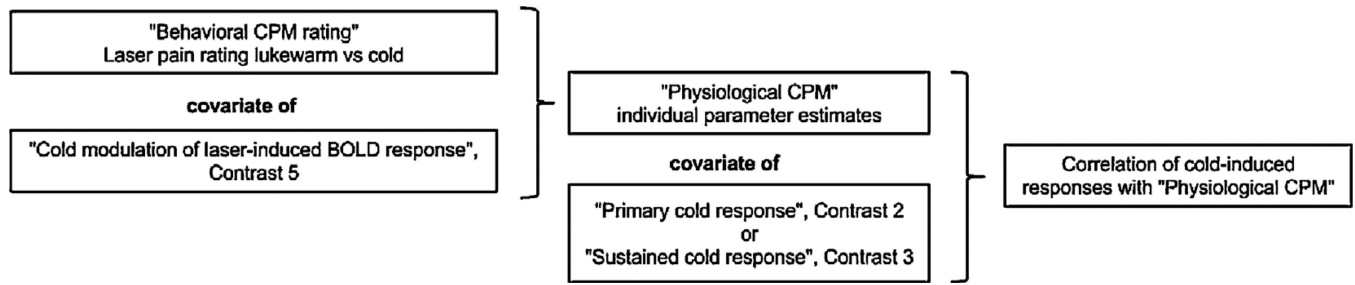 "Behavioral CPM rating"
Laser pain rating lukewarm vs cold
covariate of
"Cold modulation of laser-induced BOLD response",
Contrast 5
"Physiological CPM"
individual parameter estimates
covariate of
"Primary cold response", Contrast 2
or
"Sustained cold response", Contrast 3
Correlation of cold-induced
responses with "Physiological CPM"